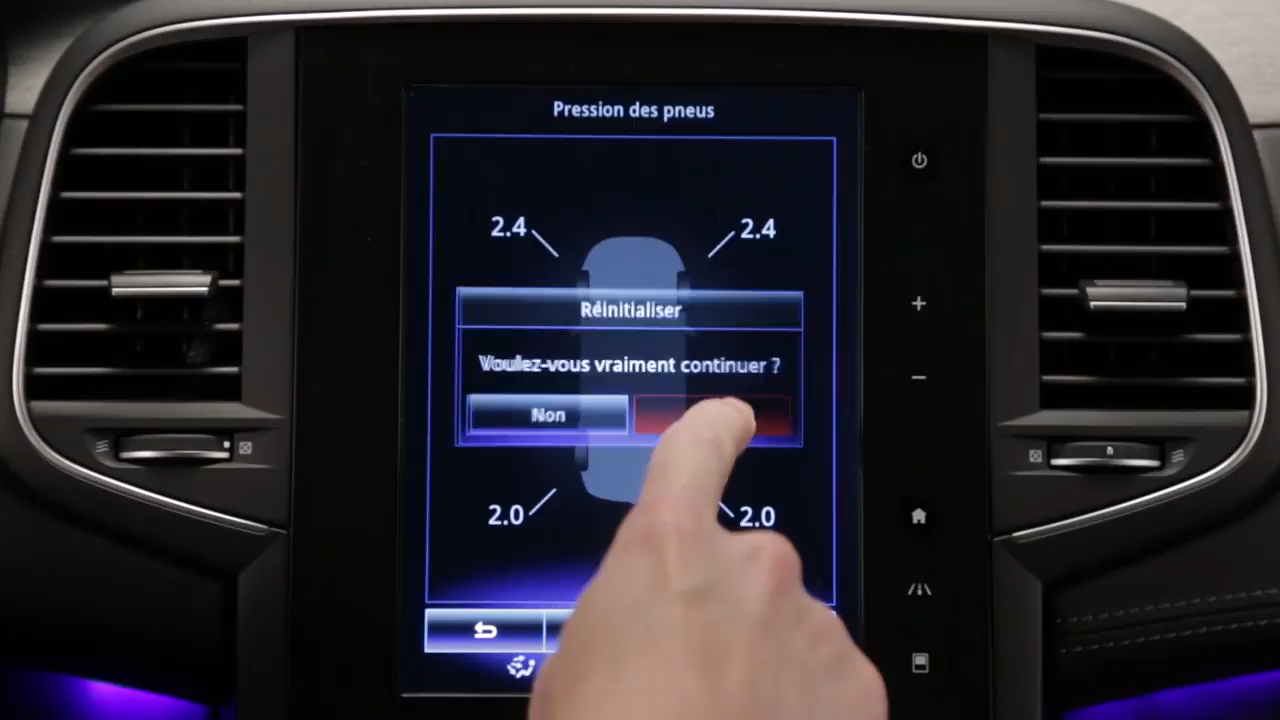 Pression des pneus
2.4
2.4
Réinitialiser
Voulez-vous vraiment continuer ?
Non
2.0
2.0
+
-